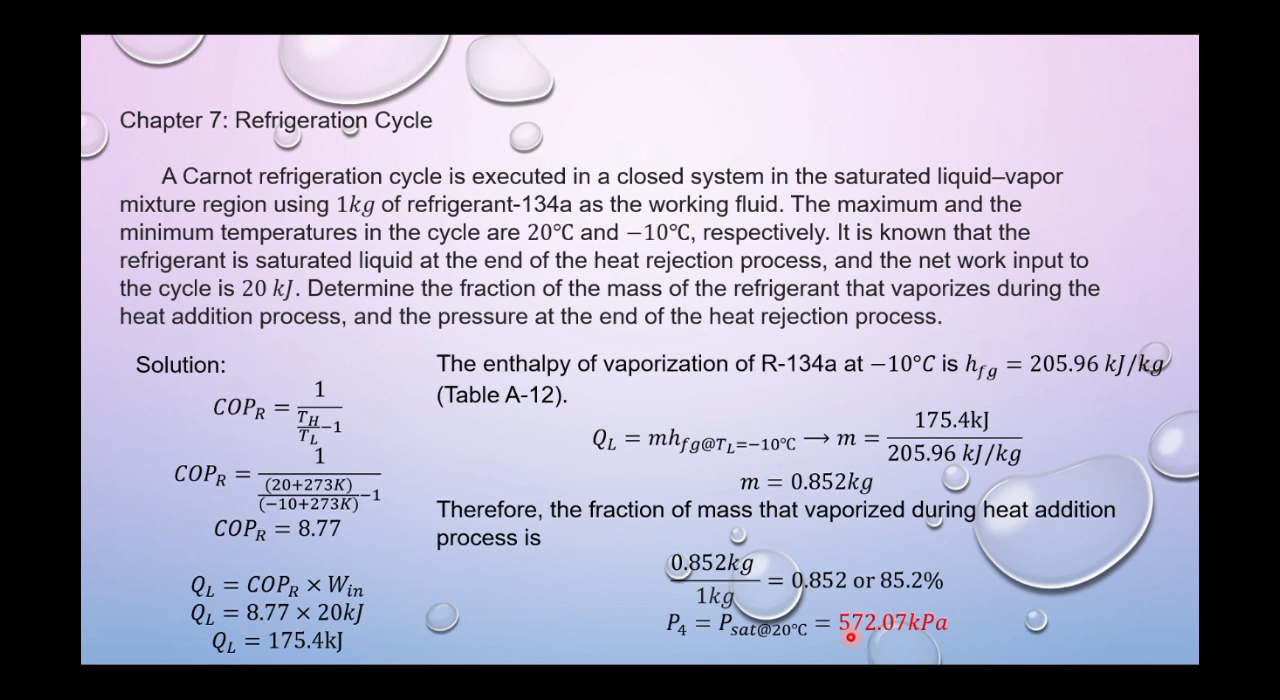 Chapter 7: Refrigeration Cycle
A Carnot refrigeration cycle is executed in a closed system in the saturated liquid–vapor
mixture region using 1kg of refrigerant-134a as the working fluid. The maximum and the
minimum temperatures in the cycle are 20°C and −10°C, respectively. It is known that the
refrigerant is saturated liquid at the end of the heat rejection process, and the net work input to
the cycle is 20 kJ. Determine the fraction of the mass of the refrigerant that vaporizes during the
heat addition process, and the pressure at the end of the heat rejection process.
Solution:
COP_R = 1 / (T_H/T_L −1)
COP_R = 1 / ((20+273K)/(−10+273K) −1)
COP_R = 8.77
Q_L = COP_R × W_in
Q_L = 8.77 × 20kJ
Q_L = 175.4kJ
The enthalpy of vaporization of R-134a at −10°C is h_fg = 205.96 kJ/kg
(Table A-12).
Q_L = mh_fg@T_L=−10°C → m = 175.4kJ / 205.96 kJ/kg
m = 0.852kg
Therefore, the fraction of mass that vaporized during heat addition
process is
0.852kg / 1kg = 0.852 or 85.2%
P_4 = P_sat@20°C = 572.07kPa